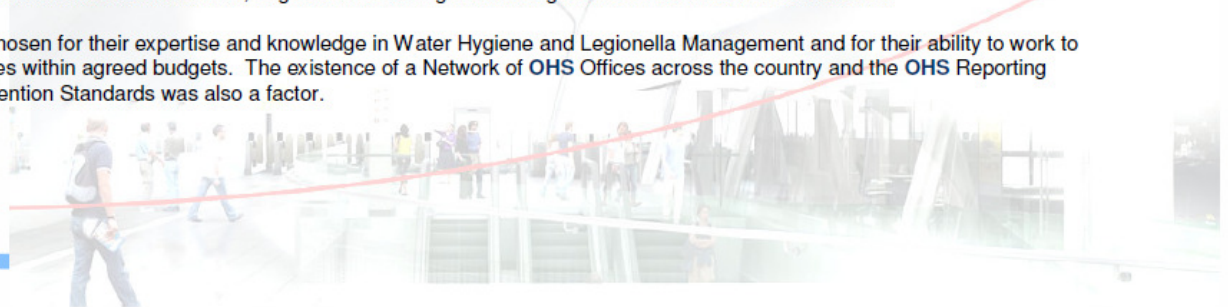 hosen for their expertise and knowledge in Water Hygiene and Legionella Management and for their ability to work to
es within agreed budgets. The existence of a Network of OHS Offices across the country and the OHS Reporting
ention Standards was also a factor.